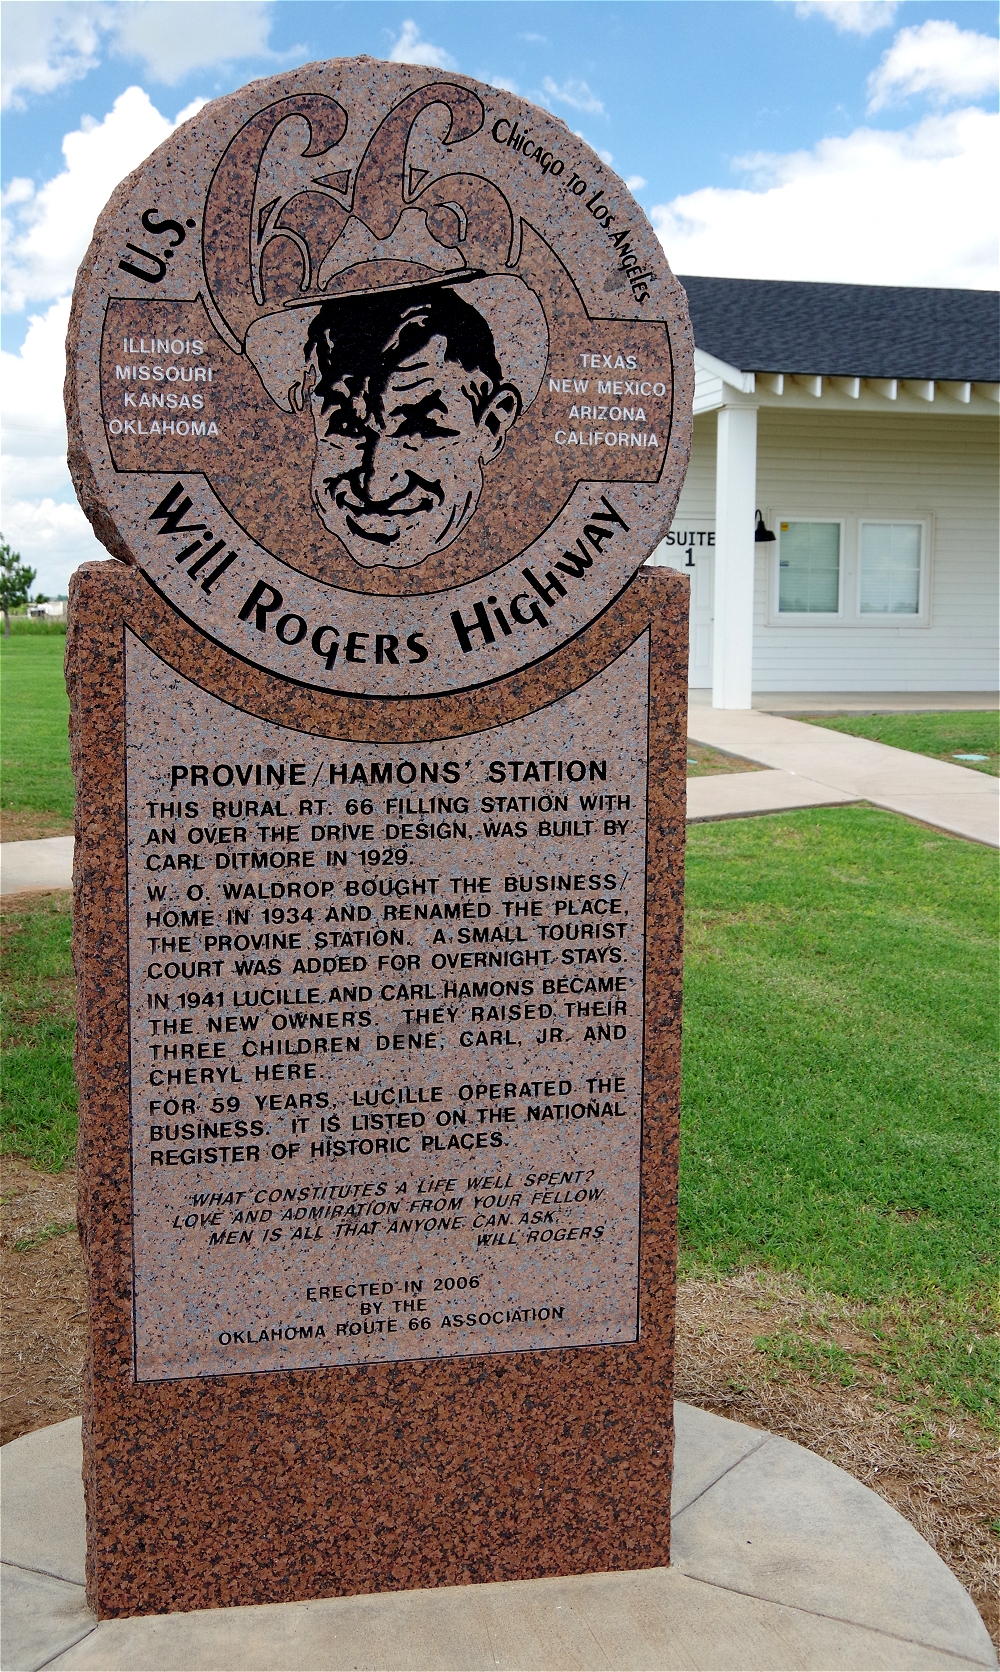 U.S.
66
Chicago to Los Angeles
ILLINOIS
MISSOURI
KANSAS
OKLAHOMA
TEXAS
NEW MEXICO
ARIZONA
CALIFORNIA
Will Rogers Highway
SUITE
1
PROVINE/HAMONS' STATION
THIS RURAL RT. 66 FILLING STATION WITH
AN OVER THE DRIVE DESIGN, WAS BUILT BY
CARL DITMORE IN 1929.
W. O. WALDROP BOUGHT THE BUSINESS/
HOME IN 1934 AND RENAMED THE PLACE,
THE PROVINE STATION. A SMALL TOURIST
COURT WAS ADDED FOR OVERNIGHT STAYS.
IN 1941 LUCILLE AND CARL HAMONS BECAME
THE NEW OWNERS. THEY RAISED THEIR
THREE CHILDREN DENE, CARL, JR. AND
CHERYL HERE.
FOR 59 YEARS, LUCILLE OPERATED THE
BUSINESS. IT IS LISTED ON THE NATIONAL
REGISTER OF HISTORIC PLACES.
"WHAT CONSTITUTES A LIFE WELL SPENT?
LOVE AND ADMIRATION FROM YOUR FELLOW
MEN IS ALL THAT ANYONE CAN ASK."
WILL ROGERS
ERECTED IN 2006
BY THE
OKLAHOMA ROUTE 66 ASSOCIATION